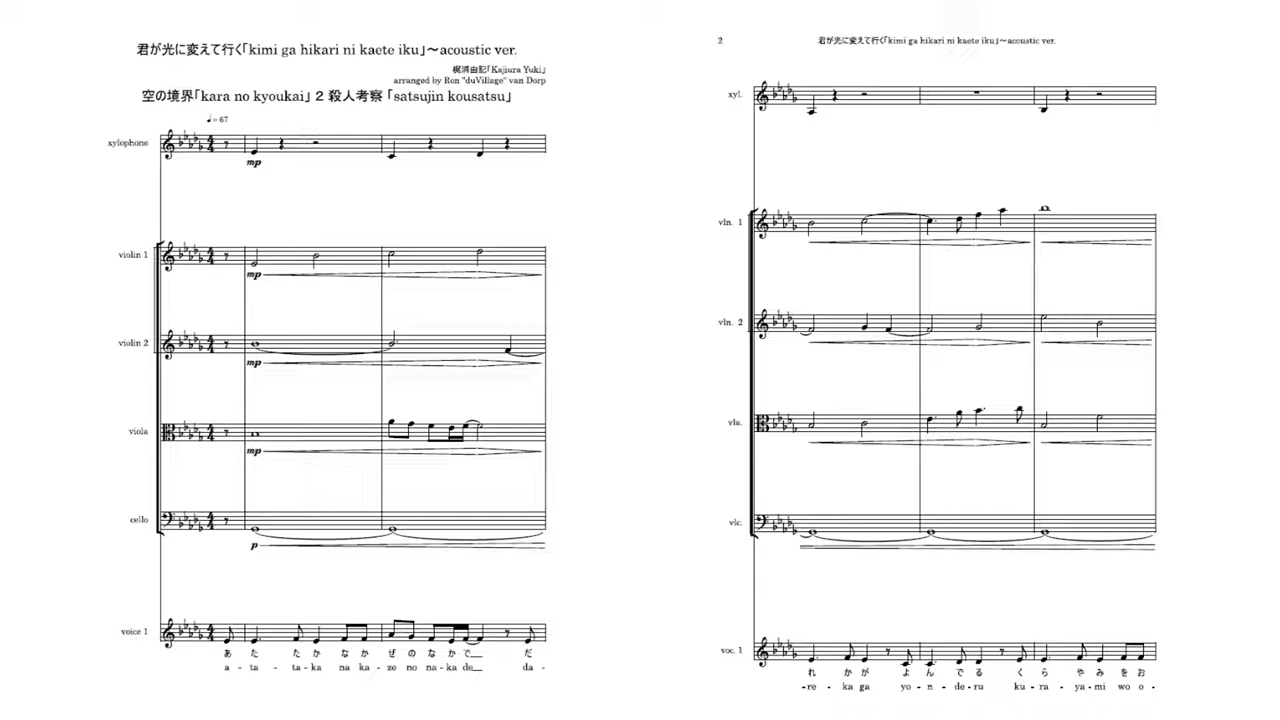 君が光に変えて行く「kimi ga hikari ni kaete iku」〜acoustic ver.
梶浦由記「Kajiura Yuki」
arranged by Ron "duVillage" van Dorp
空の境界「kara no kyoukai」 2 殺人考察 「satsujin kousatsu」
♩= 67
xylophone
mp
violin 1
mp
violin 2
mp
viola
mp
cello
p
voice 1
あ た た か な か ぜ の な か で だ
a - ta - ta - ka na ka - ze no na - ka de__ da -
2
君が光に変えて行く「kimi ga hikari ni kaete iku」〜acoustic ver.
xyl.
vln. 1
vln. 2
vla.
vlc.
voc. 1
れ か が よ ん で る く ら や み を お
- re - ka ga yo - n - de - ru ku - ra - ya - mi wo o -